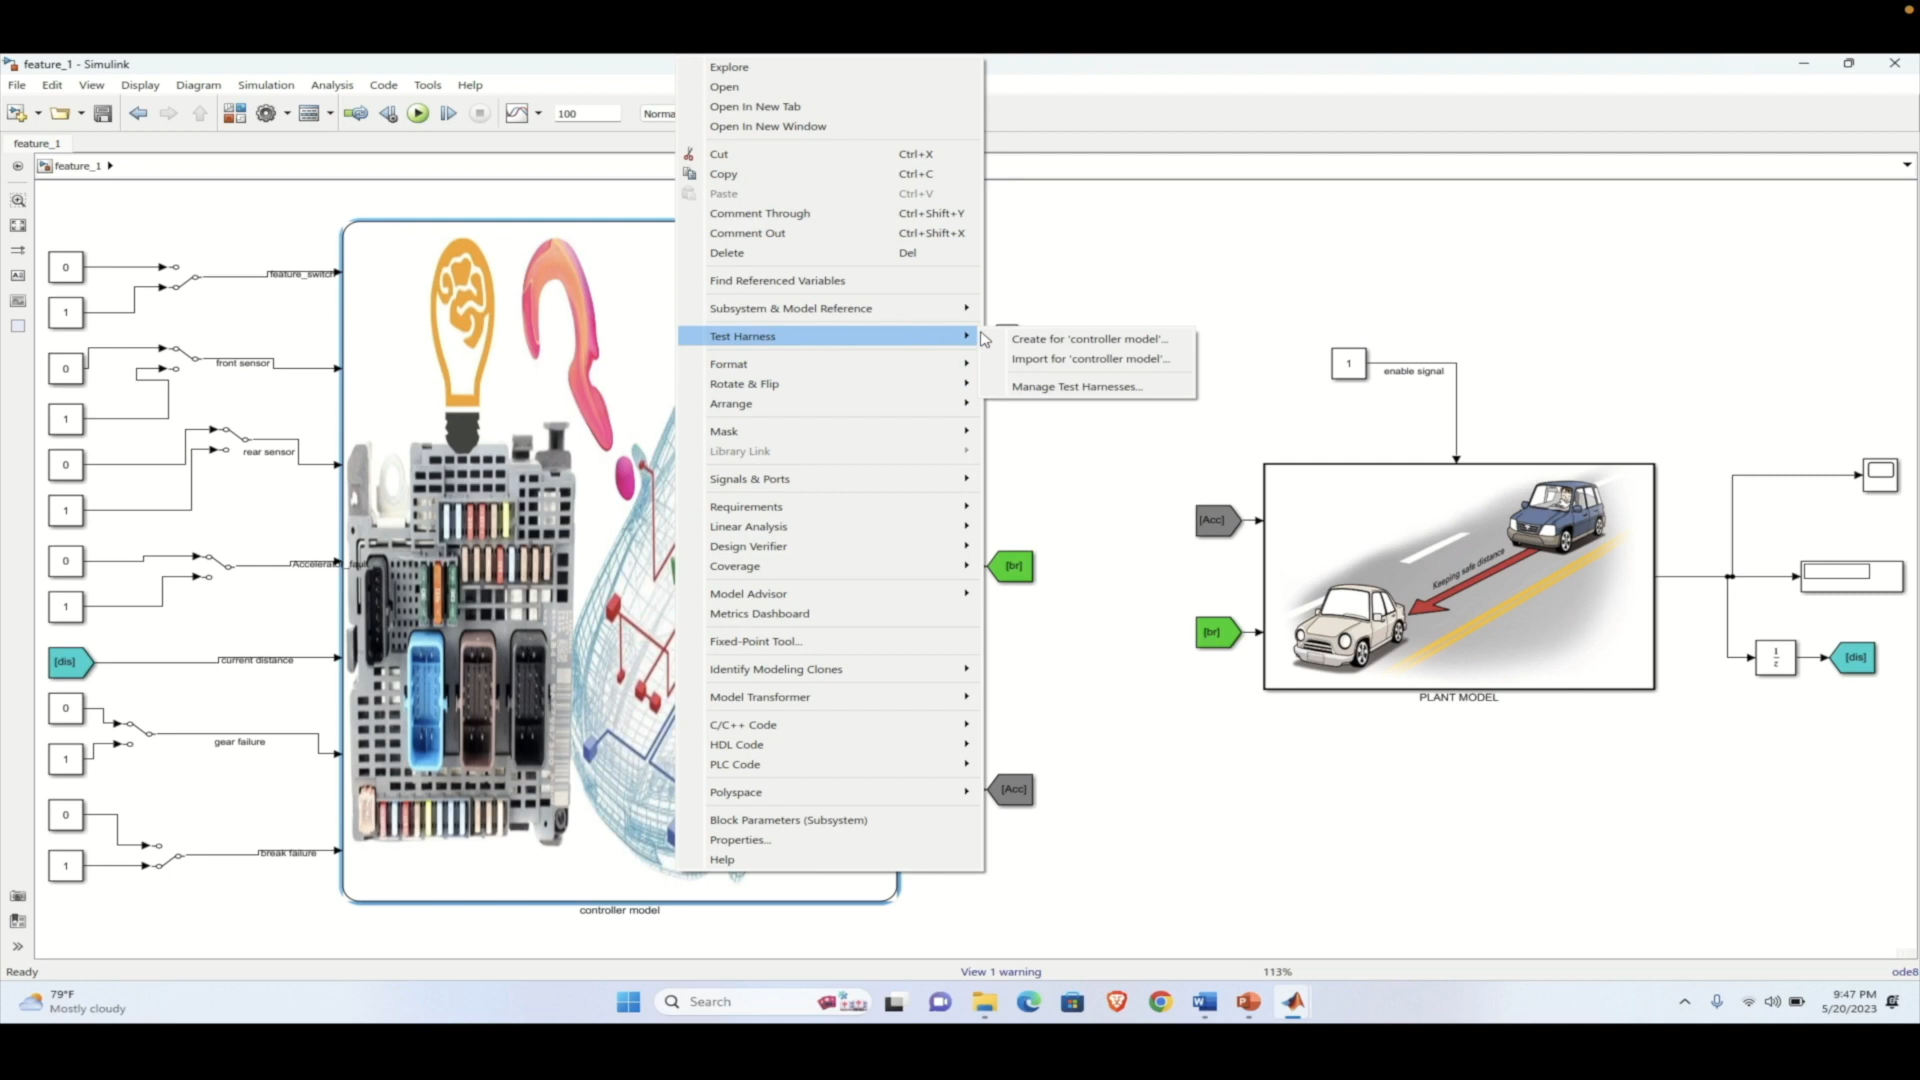 feature_1 - Simulink
File Edit View Display Diagram Simulation Analysis Code Tools Help
100
Norma
feature_1
feature_1
Explore
Open
Open In New Tab
Open In New Window
Cut Ctrl+X
Copy Ctrl+C
Paste Ctrl+V
Comment Through Ctrl+Shift+Y
Comment Out Ctrl+Shift+X
Delete Del
Find Referenced Variables
Subsystem & Model Reference
Test Harness
Format
Rotate & Flip
Arrange
Mask
Library Link
Signals & Ports
Requirements
Linear Analysis
Design Verifier
Coverage
Model Advisor
Metrics Dashboard
Fixed-Point Tool...
Identify Modeling Clones
Model Transformer
C/C++ Code
HDL Code
PLC Code
Polyspace
Block Parameters (Subsystem)
Properties...
Help
Create for 'controller model'...
Import for 'controller model'...
Manage Test Harnesses...
0
feature_switch
1
0
front sensor
1
0
rear sensor
1
0
Accelerator_fault
1
[dis]
current distance
0
gear failure
1
0
break failure
1
controller model
[br]
[Acc]
1
enable signal
[Acc]
[br]
Keeping safe distance
PLANT MODEL
1
z
[dis]
Ready
View 1 warning
113%
ode8
79°F
Mostly cloudy
Search
9:47 PM
5/20/2023